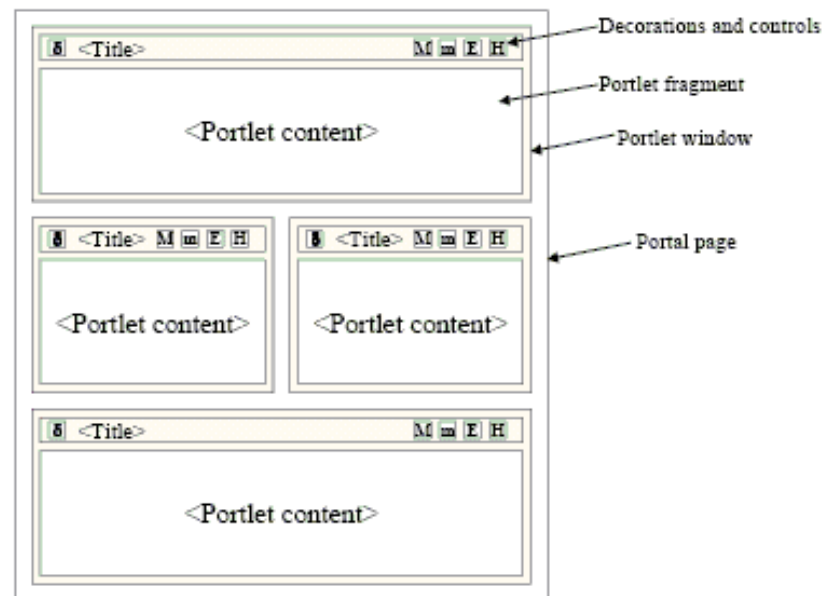 δ <Title> M m E H
Decorations and controls
Portlet fragment
<Portlet content>
Portlet window
δ <Title> M m E H
δ <Title> M m E H
Portal page
<Portlet content>
<Portlet content>
δ <Title> M m E H
<Portlet content>